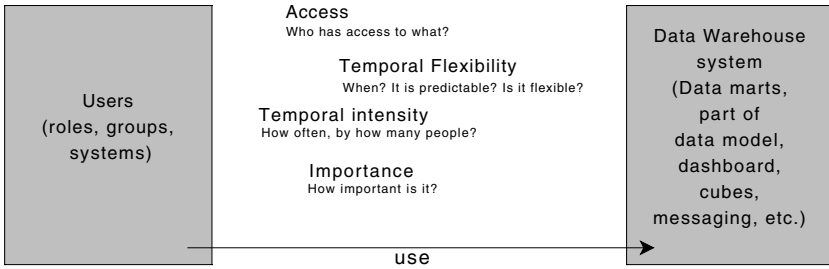 Users
(roles, groups,
systems)
Access
Who has access to what?
Temporal Flexibility
When? It is predictable? Is it flexible?
Temporal intensity
How often, by how many people?
Importance
How important is it?
use
Data Warehouse
system
(Data marts,
part of
data model,
dashboard,
cubes,
messaging, etc.)